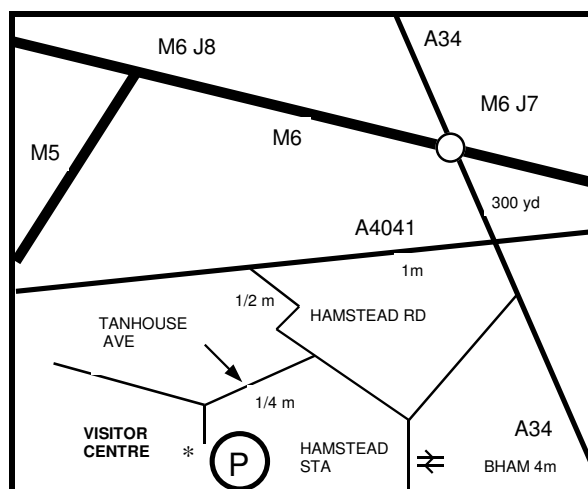 A34
M6 J8
M6 J7
M6
M5
300 yd
A4041
1m
1/2 m
HAMSTEAD RD
TANHOUSE
AVE
1/4 m
VISITOR
CENTRE
*
P
HAMSTEAD
STA
A34
BHAM 4m